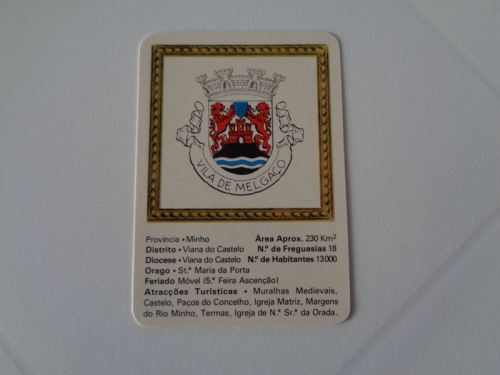 VILA DE MELGAÇO
Província • Minho Área Aprox. 230 Km²
Distrito • Viana do Castelo N.º de Freguesias 18
Diocese • Viana do Castelo N.º de Habitantes 13000
Orago • St.ª Maria da Porta
Feriado Móvel (5.ª Feira Ascenção)
Atracções Turísticas • Muralhas Medievais,
Castelo, Paços do Concelho, Igreja Matriz, Margens
do Rio Minho, Termas, Igreja de N.ª Sr.ª da Orada.